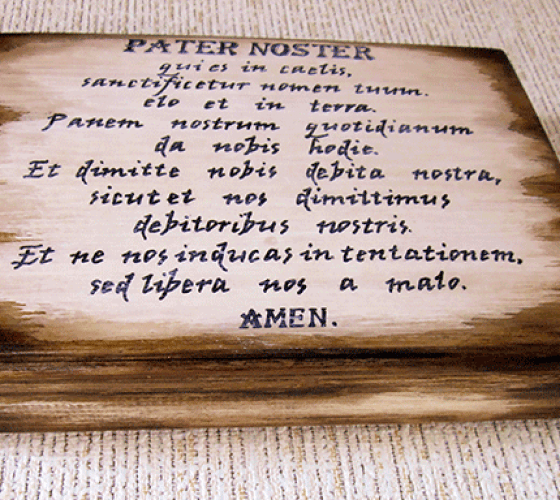 PATER NOSTER
qui es in caelis,
sanctificetur nomen tuum.
elo et in terra.
Panem nostrum quotidianum
da nobis hodie.
Et dimitte nobis debita nostra,
sicut et nos dimittimus
debitoribus nostris.
Et ne nos inducas in tentationem,
sed libera nos a malo.
AMEN.